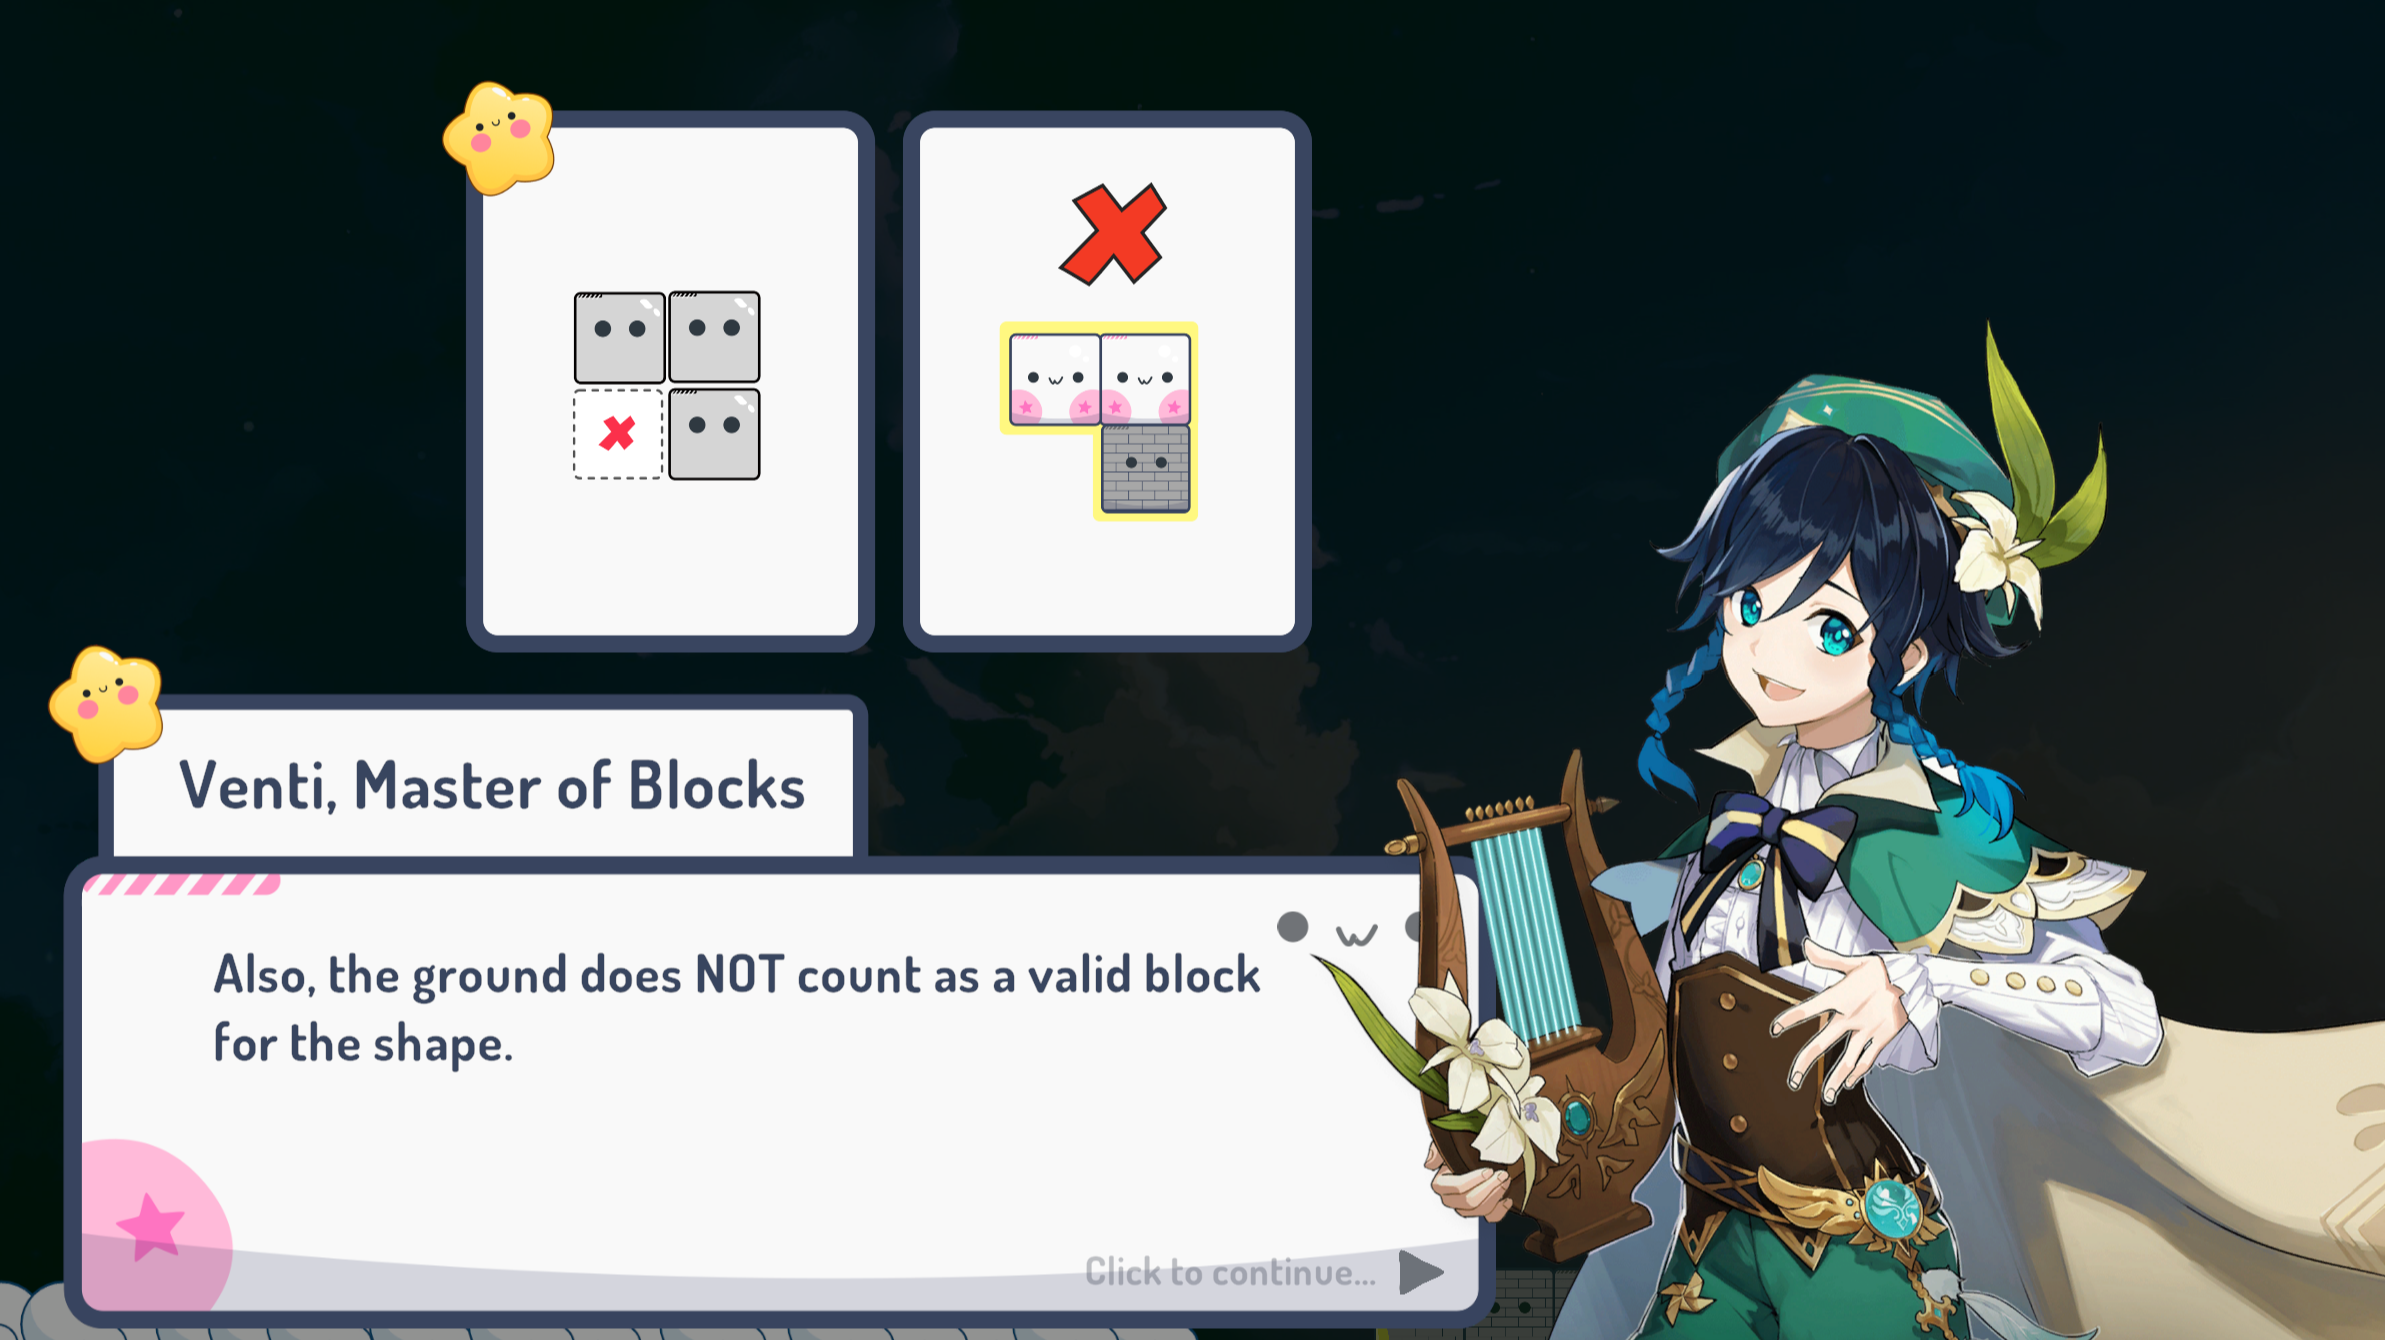 Venti, Master of Blocks
Also, the ground does NOT count as a valid block
for the shape.
Click to continue...